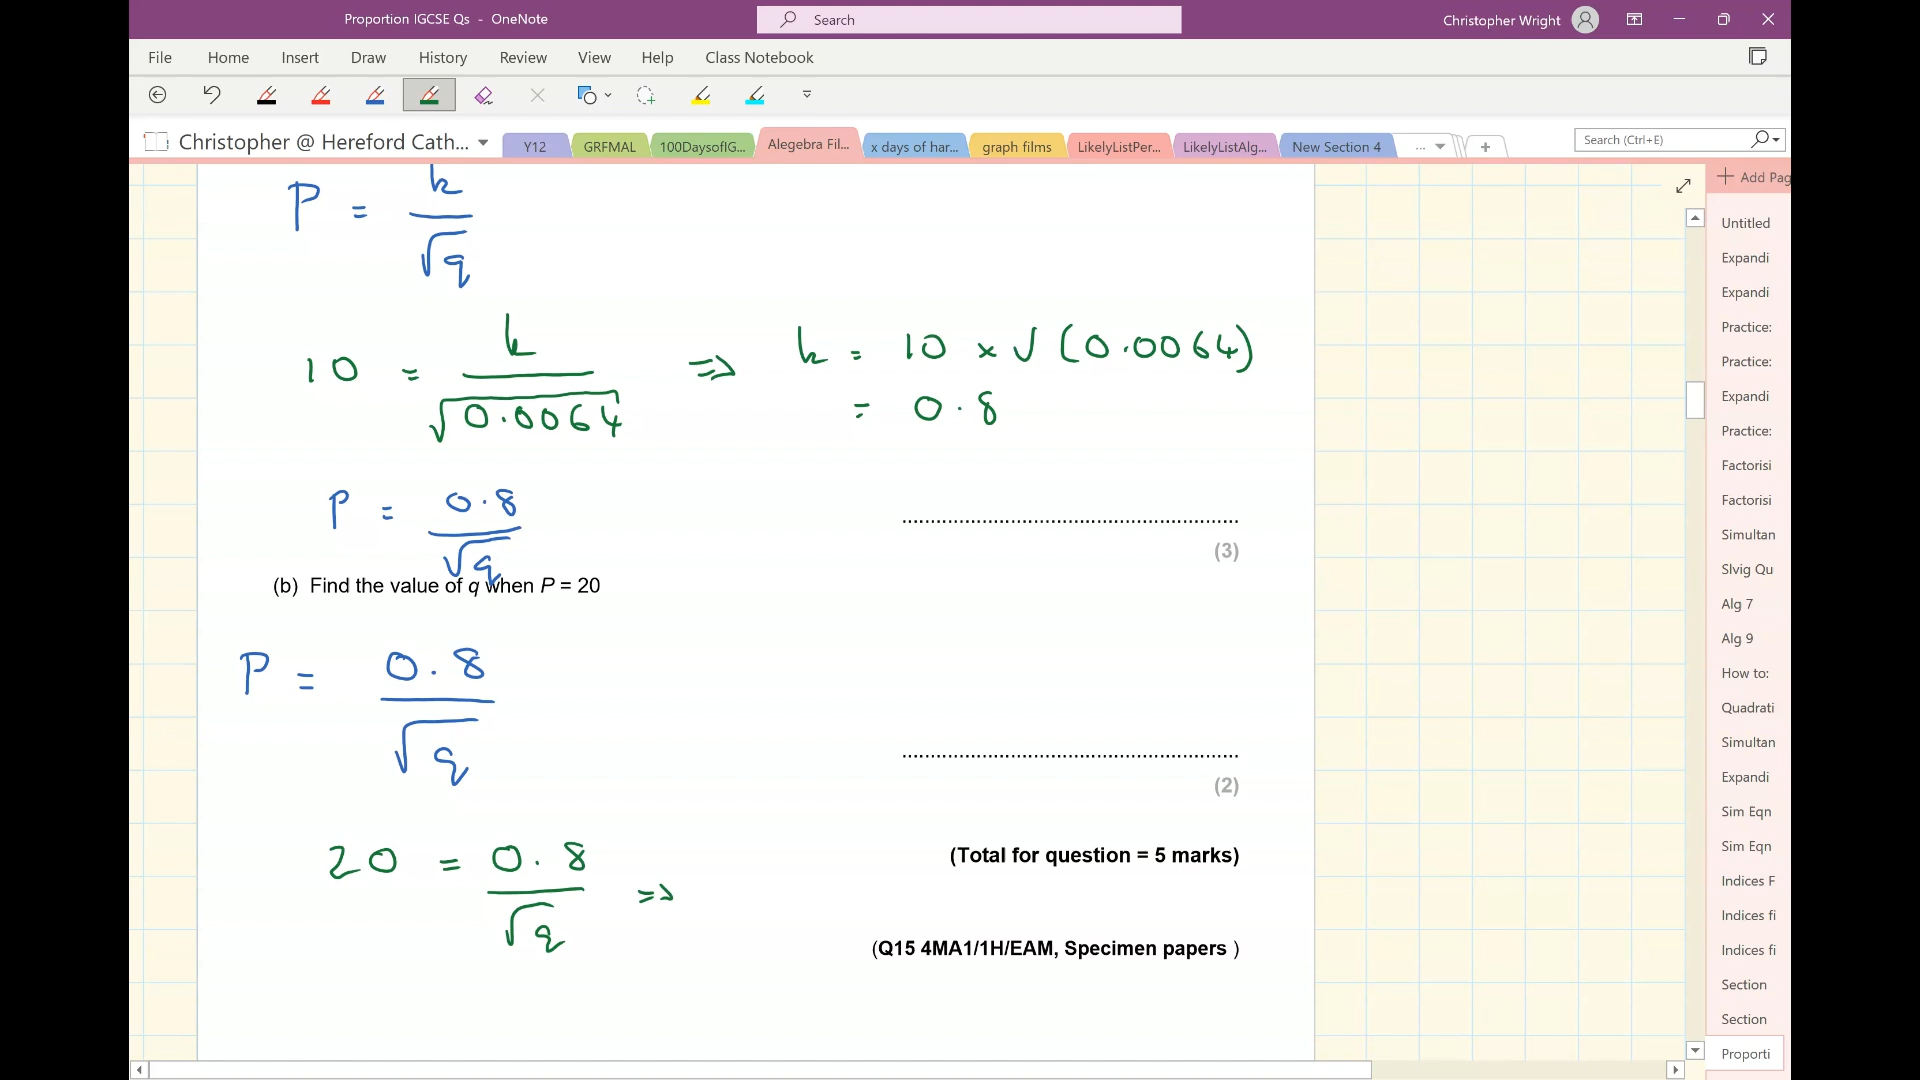 Proportion IGCSE Qs - OneNote
Search
Christopher Wright
File Home Insert Draw History Review View Help Class Notebook
Christopher @ Hereford Cath...
Y12 GRFMAL 100DaysofIG... Alegebra Fil... x days of har... graph films LikelyListPer... LikelyListAlg... New Section 4 ... +
Search (Ctrl+E)
Add Pag
Untitled
Expandi
Expandi
Practice:
Practice:
Expandi
Practice:
Factorisi
Factorisi
Simultan
Slvig Qu
Alg 7
Alg 9
How to:
Quadrati
Simultan
Expandi
Sim Eqn
Sim Eqn
Indices F
Indices fi
Indices fi
Section
Section
Proporti
P = k / √q
10 = k / √0.0064 => k = 10 × √(0.0064)
= 0.8
P = 0.8 / √q
(3)
(b) Find the value of q when P = 20
P = 0.8 / √q
(2)
20 = 0.8 / √q =>
(Total for question = 5 marks)
(Q15 4MA1/1H/EAM, Specimen papers )